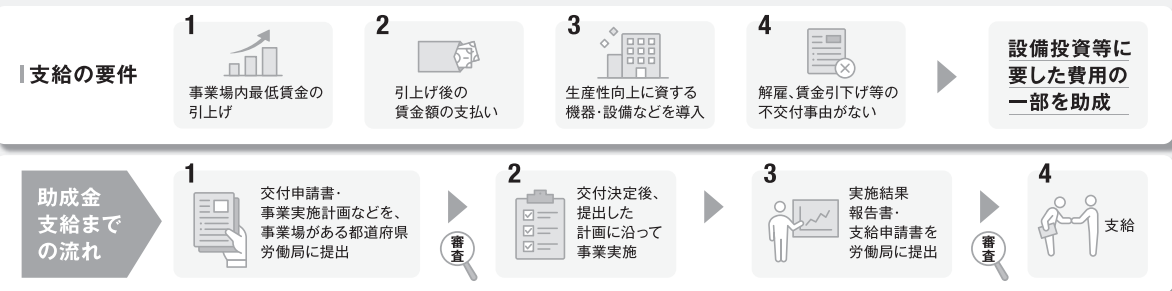 支給の要件
1
事業場内最低賃金の
引上げ
2
引上げ後の
賃金額の支払い
3
生産性向上に資する
機器・設備などを導入
4
解雇、賃金引下げ等の
不交付事由がない
設備投資等に
要した費用の
一部を助成
助成金
支給まで
の流れ
1
交付申請書・
事業実施計画などを、
事業場がある都道府県
労働局に提出
審査
2
交付決定後、
提出した
計画に沿って
事業実施
3
実施結果
報告書・
支給申請書を
労働局に提出
審査
4
支給